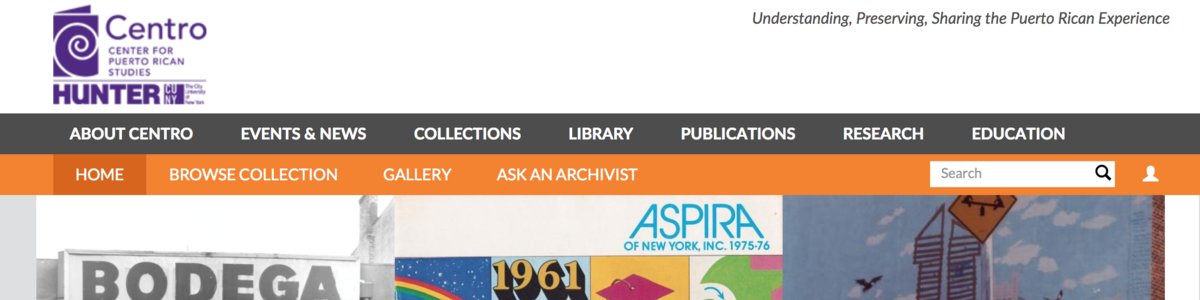 Centro
CENTER FOR
PUERTO RICAN
STUDIES
HUNTER CU NY The City University of New York
Understanding, Preserving, Sharing the Puerto Rican Experience
ABOUT CENTRO EVENTS & NEWS COLLECTIONS LIBRARY PUBLICATIONS RESEARCH EDUCATION
HOME BROWSE COLLECTION GALLERY ASK AN ARCHIVIST Search
BODEGA
ASPIRA
OF NEW YORK, INC. 1975-76
1961